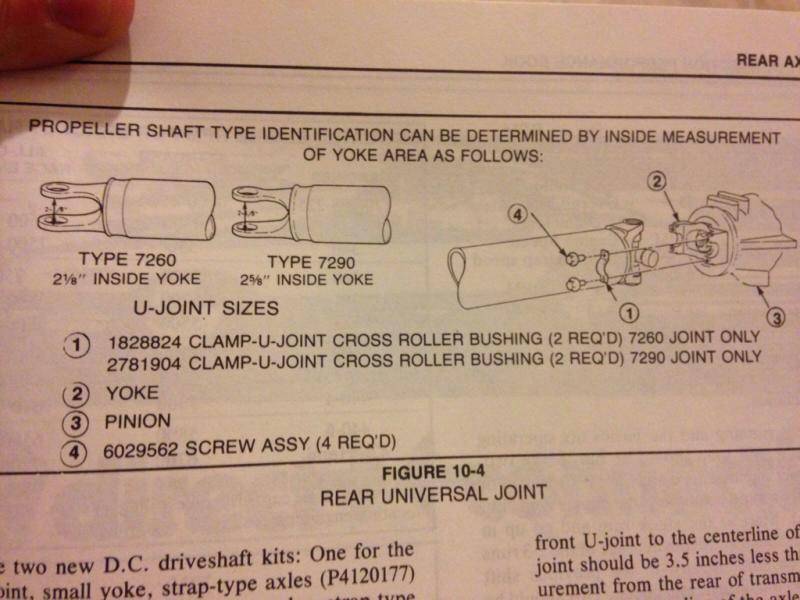 REAR AX
PROPELLER SHAFT TYPE IDENTIFICATION CAN BE DETERMINED BY INSIDE MEASUREMENT
OF YOKE AREA AS FOLLOWS:
TYPE 7260
2⅛" INSIDE YOKE
TYPE 7290
2⅝" INSIDE YOKE
4
2
1
3
U-JOINT SIZES
1 1828824 CLAMP-U-JOINT CROSS ROLLER BUSHING (2 REQ'D) 7260 JOINT ONLY
2781904 CLAMP-U-JOINT CROSS ROLLER BUSHING (2 REQ'D) 7290 JOINT ONLY
2 YOKE
3 PINION
4 6029562 SCREW ASSY (4 REQ'D)
FIGURE 10-4
REAR UNIVERSAL JOINT
e two new D.C. driveshaft kits: One for the
oint, small yoke, strap-type axles (P4120177)
front U-joint to the centerline of
joint should be 3.5 inches less th
urement from the rear of transm